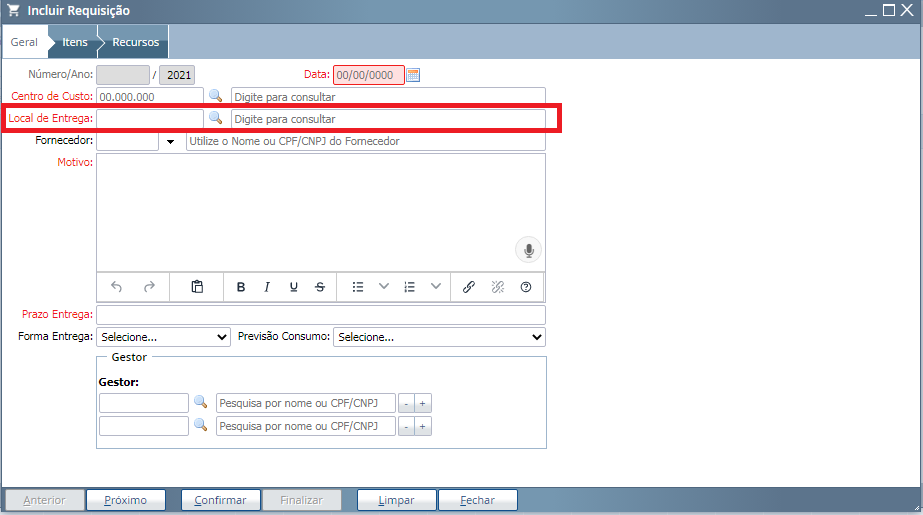 Incluir Requisição
Geral Itens Recursos
Número/Ano: / 2021 Data: 00/00/0000
Centro de Custo: 00.000.000 Digite para consultar
Local de Entrega: Digite para consultar
Fornecedor: Utilize o Nome ou CPF/CNPJ do Fornecedor
Motivo:
B I U S
Prazo Entrega:
Forma Entrega: Selecione... Previsão Consumo: Selecione...
Gestor
Gestor:
Pesquisa por nome ou CPF/CNPJ - +
Pesquisa por nome ou CPF/CNPJ - +
Anterior Próximo Confirmar Finalizar Limpar Fechar